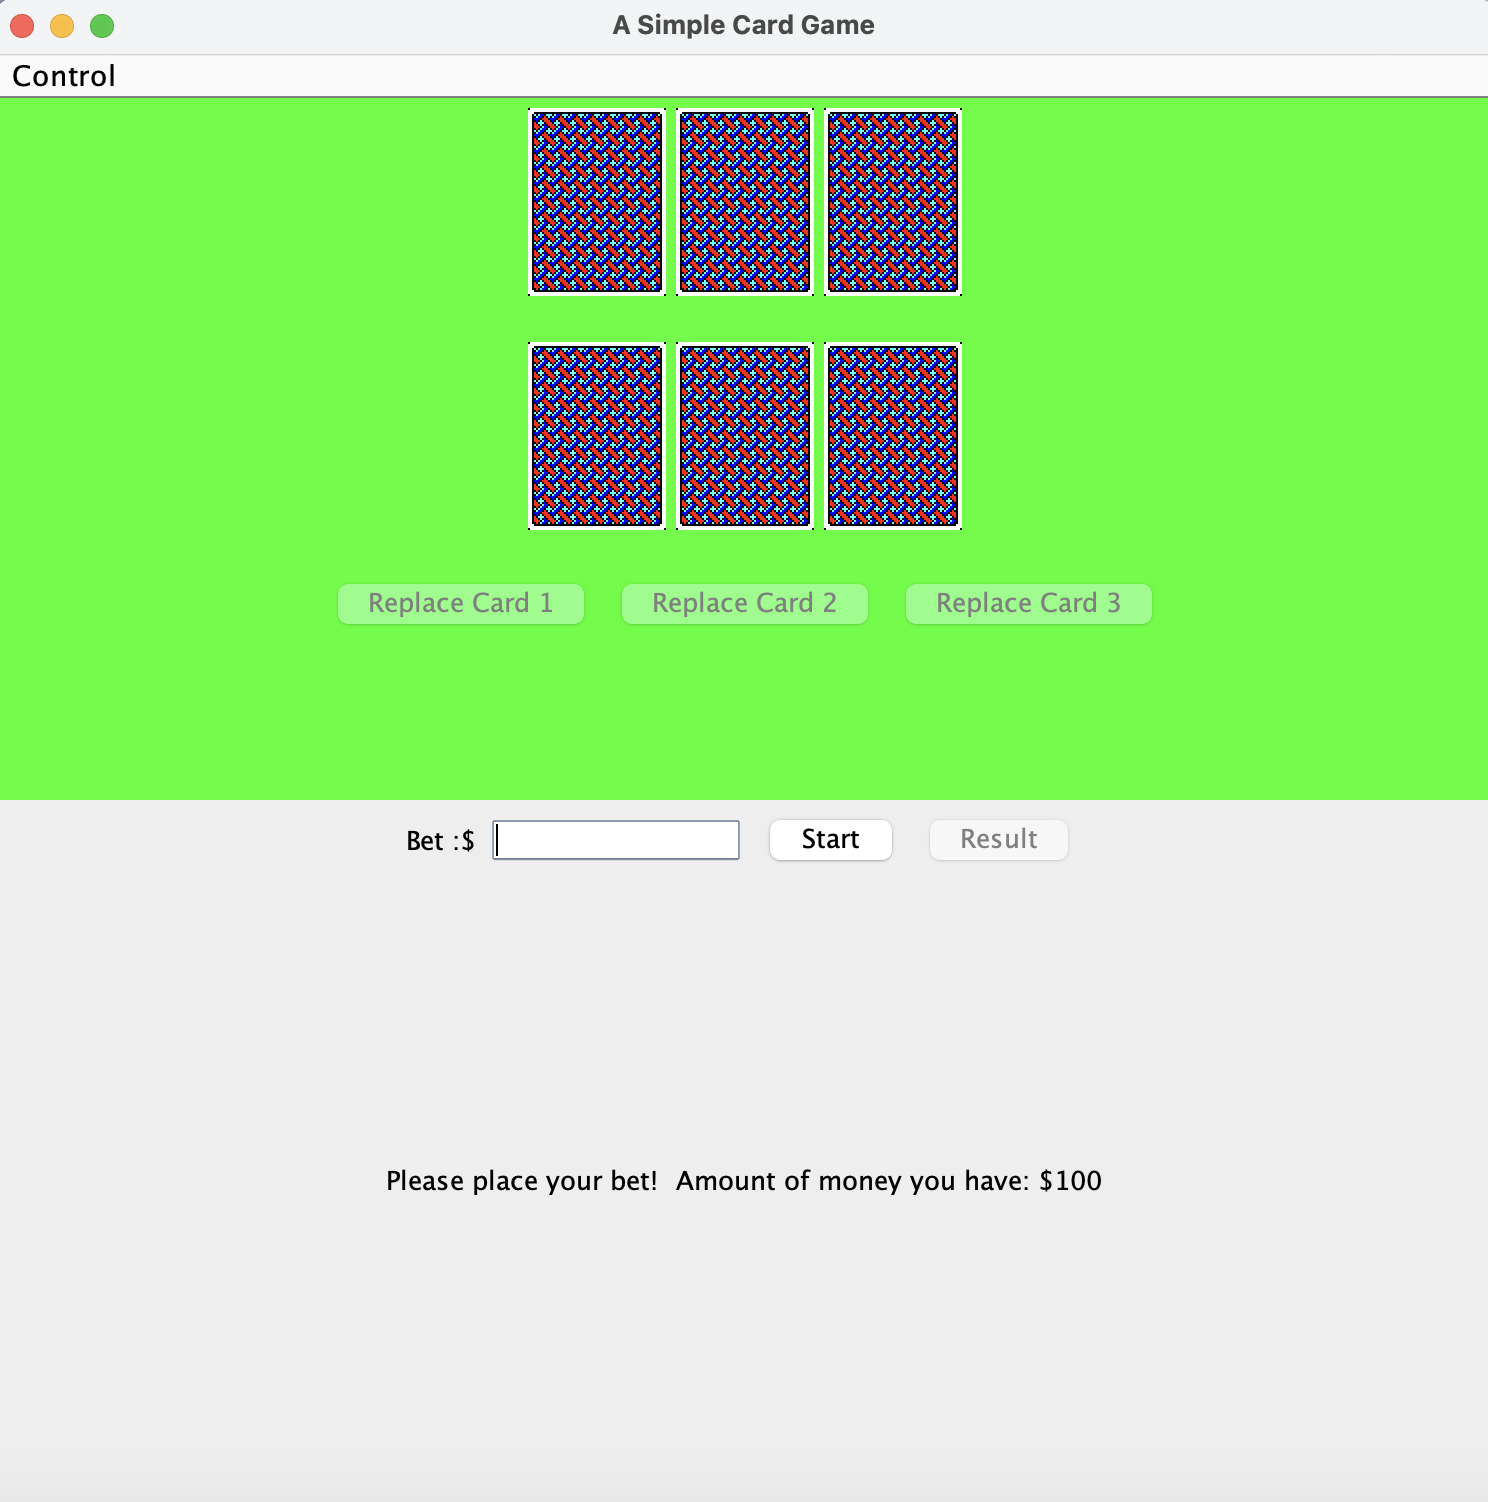 A Simple Card Game
Control
Replace Card 1 Replace Card 2 Replace Card 3
Bet :$ Start Result
Please place your bet!  Amount of money you have: $100